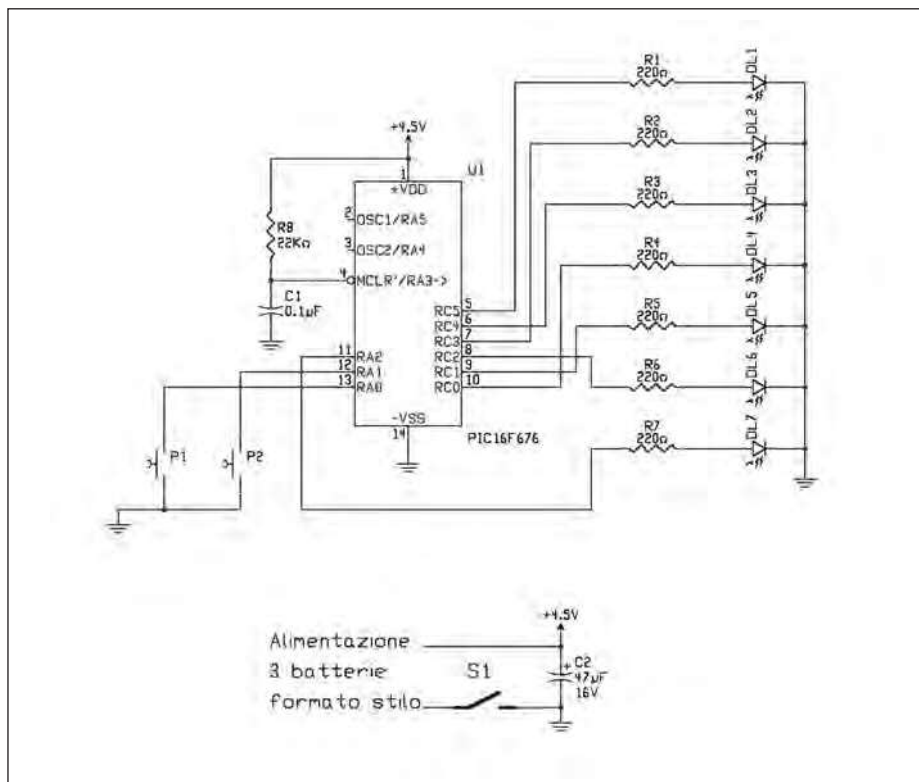 R1
220Ω
DL1
R2
220Ω
DL2
+4.5V
U1
R3
220Ω
DL3
1
*VDD
R8
22KΩ
2
OSC1/RA5
R4
220Ω
DL4
3
OSC2/RA4
4
MCLR'/RA3->
C1
0.1µF
R5
220Ω
DL5
RC5
5
RC4
6
RC3
7
11
RA2
RC2
8
12
RA1
RC1
9
13
RA0
RC0
10
R6
220Ω
DL6
-VSS
14
PIC16F676
R7
220Ω
DL7
P1
P2
+4.5V
Alimentazione
3 batterie
S1
+
C2
47µF
16V
formato stilo